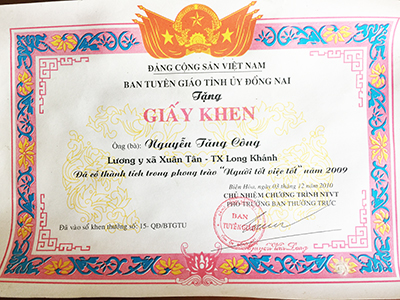 ĐẢNG CỘNG SẢN VIỆT NAM
BAN TUYÊN GIÁO TỈNH ỦY ĐỒNG NAI
Tặng
GIẤY KHEN
Ông (bà): Nguyễn Tăng Công
Lương y xã Xuân Tân - TX Long Khánh
Đã có thành tích trong phong trào "Người tốt việc tốt" năm 2009
Biên Hòa, ngày 03 tháng 12 năm 2010
CHỦ NHIỆM CHƯƠNG TRÌNH NTVT
PHÓ TRƯỞNG BAN THƯỜNG TRỰC
BAN
TUYÊN GIÁO
Đã vào sổ khen thưởng số: 15- QĐ/BTGTU